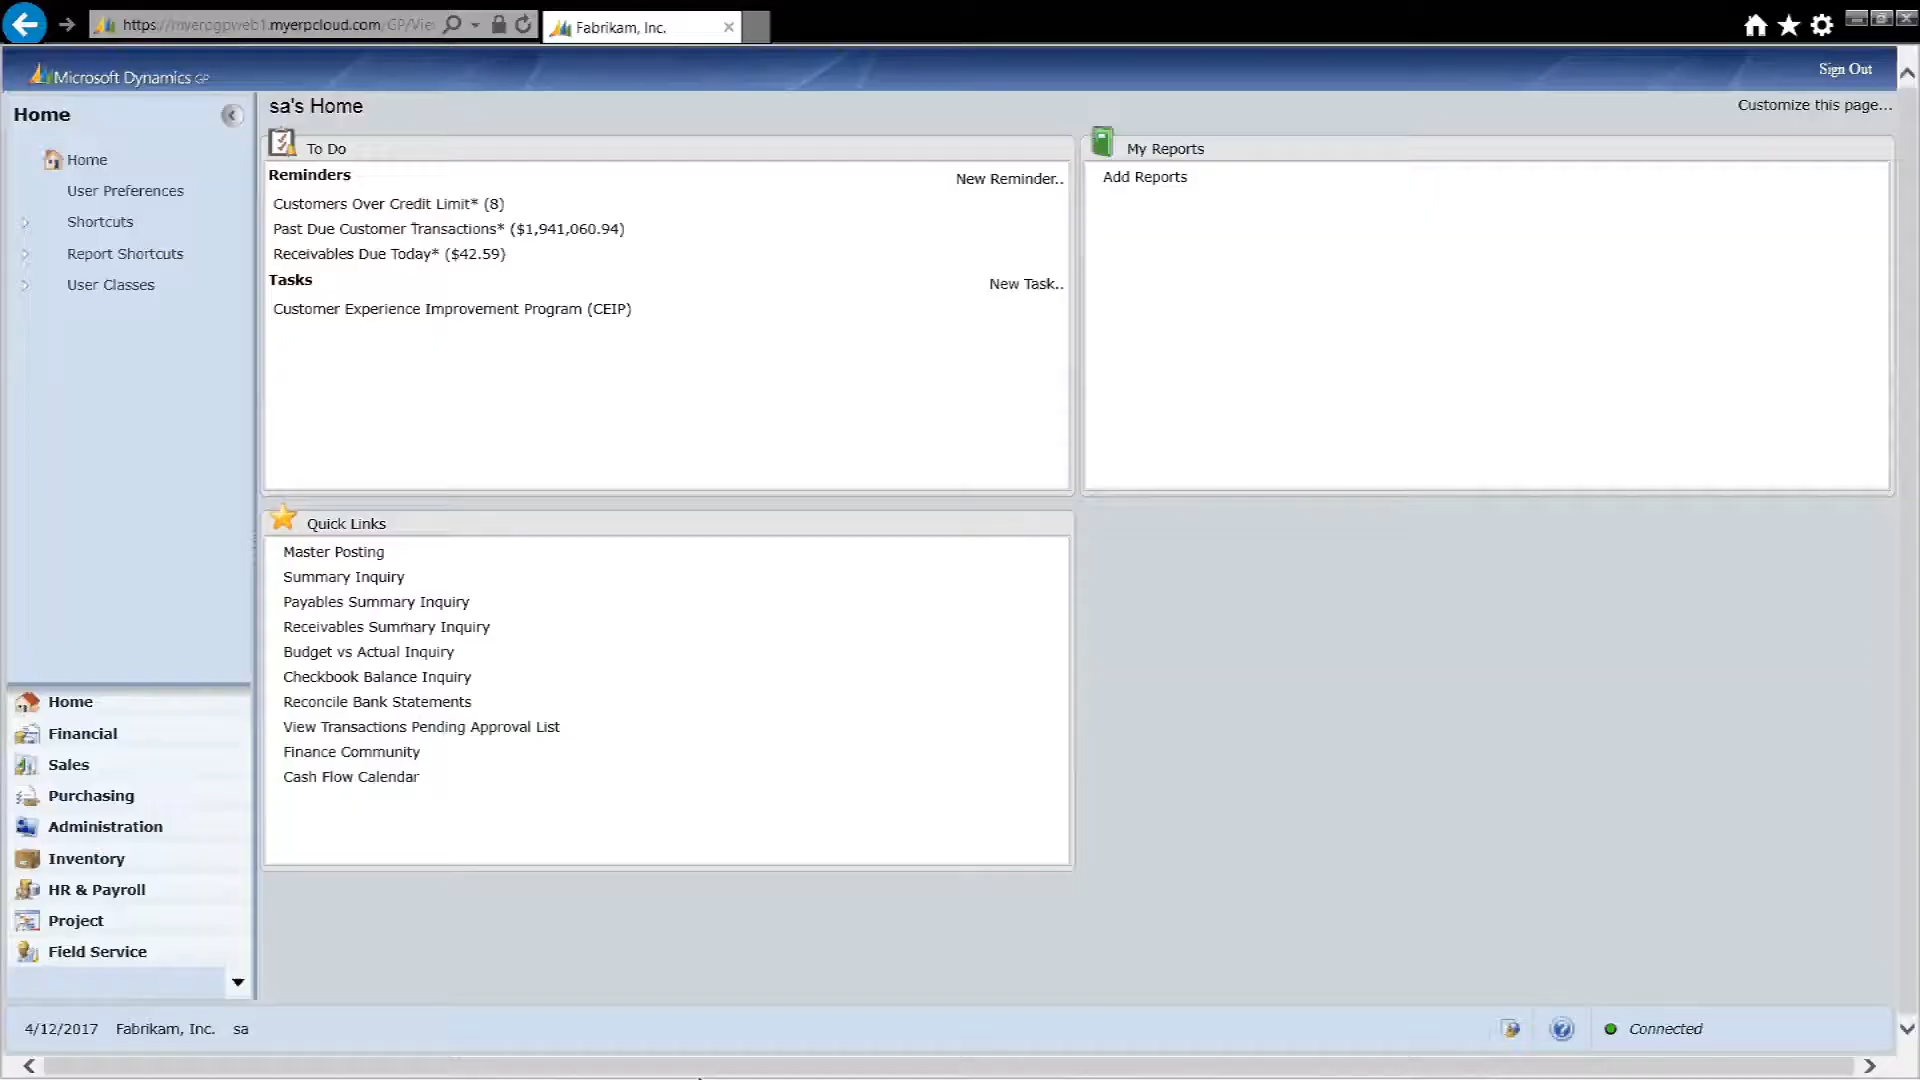 https://myergpweb1.myerpcloud.com/GP/Vie
Fabrikam, Inc.
Microsoft Dynamics GP
Sign Out
Home
sa's Home
Customize this page...
Home
User Preferences
Shortcuts
Report Shortcuts
User Classes
To Do
Reminders
New Reminder..
Customers Over Credit Limit* (8)
Past Due Customer Transactions* ($1,941,060.94)
Receivables Due Today* ($42.59)
Tasks
New Task..
Customer Experience Improvement Program (CEIP)
My Reports
Add Reports
Quick Links
Master Posting
Summary Inquiry
Payables Summary Inquiry
Receivables Summary Inquiry
Budget vs Actual Inquiry
Checkbook Balance Inquiry
Reconcile Bank Statements
View Transactions Pending Approval List
Finance Community
Cash Flow Calendar
Home
Financial
Sales
Purchasing
Administration
Inventory
HR & Payroll
Project
Field Service
4/12/2017 Fabrikam, Inc. sa
Connected